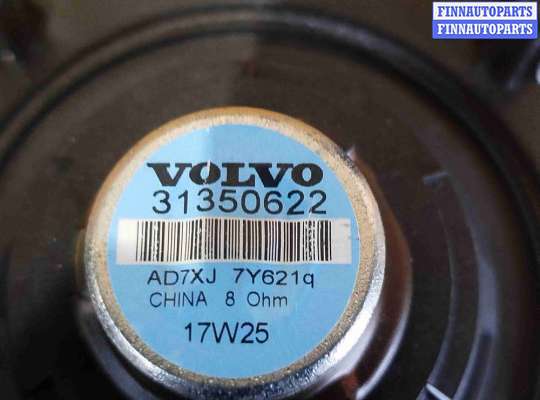 FINNAUTOPARTS
FINNAUTOPARTS
VOLVO
31350622
AD7XJ 7Y621q
CHINA 8 Ohm
17W25